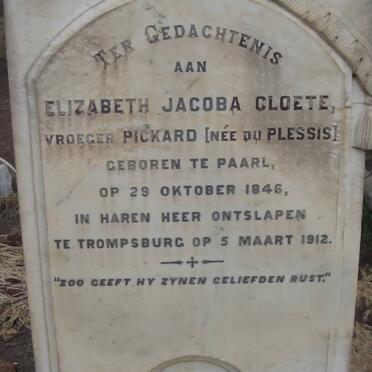 TER GEDACHTENIS
AAN
ELIZABETH JACOBA CLOETE,
VROEGER PICKARD [NÉE DU PLESSIS]
GEBOREN TE PAARL,
OP 29 OKTOBER 1846,
IN HAREN HEER ONTSLAPEN
TE TROMPSBURG OP 5 MAART 1912.
"ZOO GEEFT HY ZYNEN GELIEFDEN RUST."